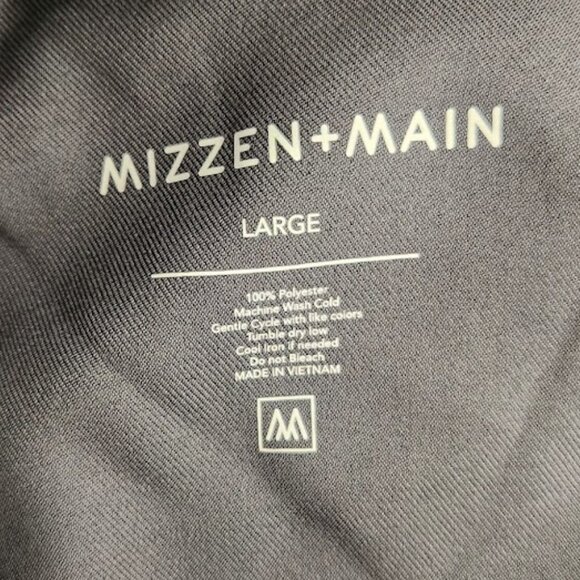 MIZZEN+MAIN
LARGE
100% Polyester
Machine Wash Cold
Gentle Cycle with like colors
Tumble dry low
Cool Iron if needed
Do not Bleach
MADE IN VIETNAM
M